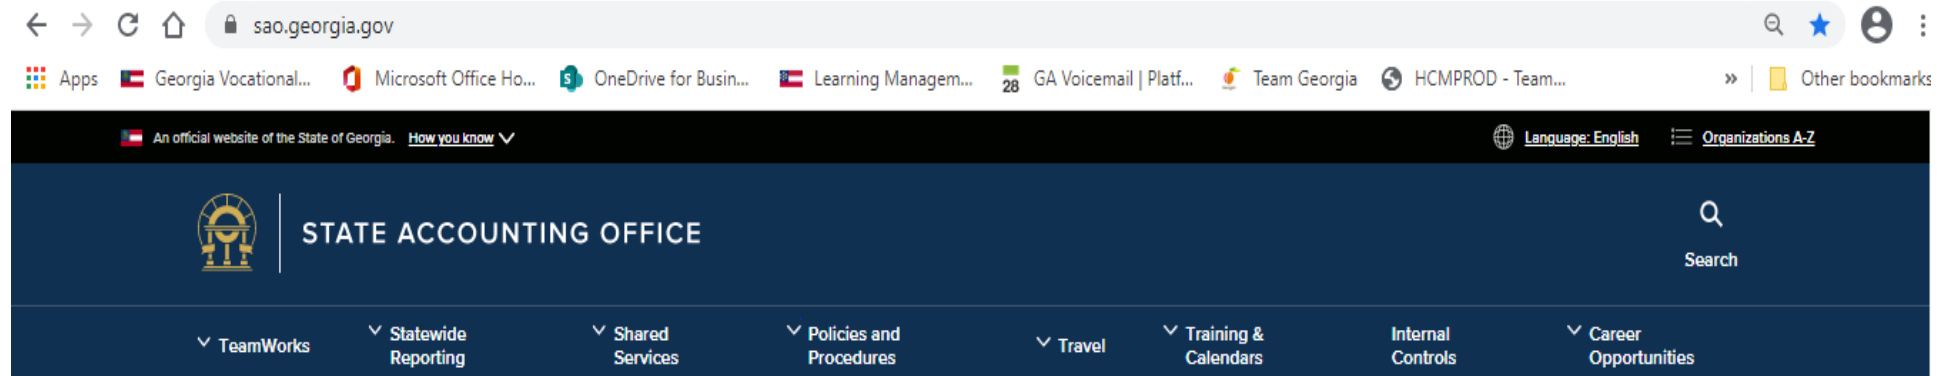 sao.georgia.gov
Apps Georgia Vocational... Microsoft Office Ho... S OneDrive for Busin... Learning Managem... 28 GA Voicemail | Platf... Team Georgia HCMPROD - Team... » Other bookmarks
An official website of the State of Georgia. How you know Language: English Organizations A-Z
STATE ACCOUNTING OFFICE
Search
TeamWorks
Statewide
Reporting
Shared
Services
Policies and
Procedures
Travel
Training &
Calendars
Internal
Controls
Career
Opportunities